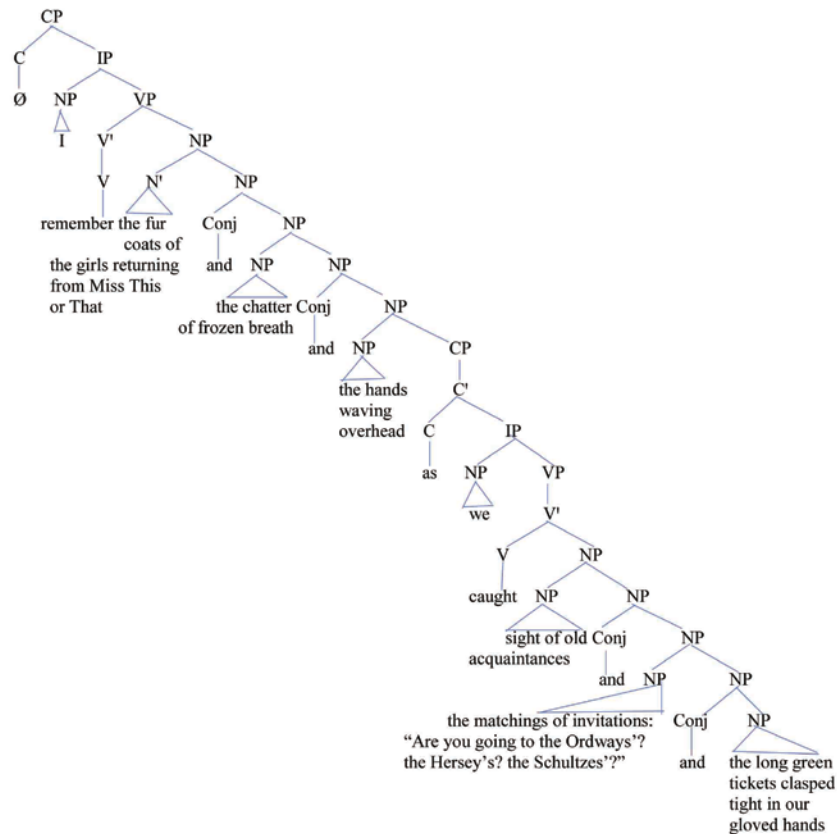 CP
C IP
Ø NP VP
I V' NP
V N' NP
remember the fur Conj NP
coats of
the girls returning and NP NP
from Miss This
or That the chatter Conj NP
of frozen breath
and NP CP
the hands C'
waving
overhead C IP
as NP VP
we V'
V NP
caught NP NP
sight of old Conj NP
acquaintances and NP NP
the matchings of invitations: Conj NP
“Are you going to the Ordways’?
the Hersey’s? the Schultzes’?” and the long green
tickets clasped
tight in our
gloved hands